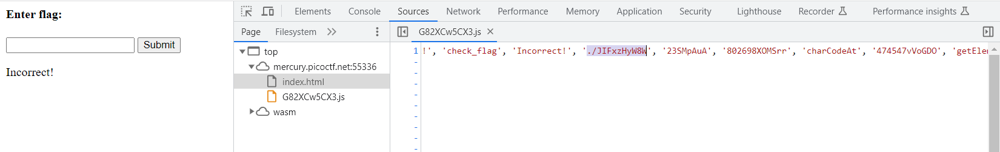 Enter flag:
Submit
Incorrect!
Elements Console Sources Network Performance Memory Application Security Lighthouse Recorder Performance insights
Page Filesystem
G82XCw5CX3.js
top
mercury.picoctf.net:55336
index.html
G82XCw5CX3.js
wasm
1 !', 'check_flag', 'Incorrect!', './JIFxzHyW8W', '23SMpAuA', '802698XOMSrr', 'charCodeAt', '474547vVoGDO', 'getElem